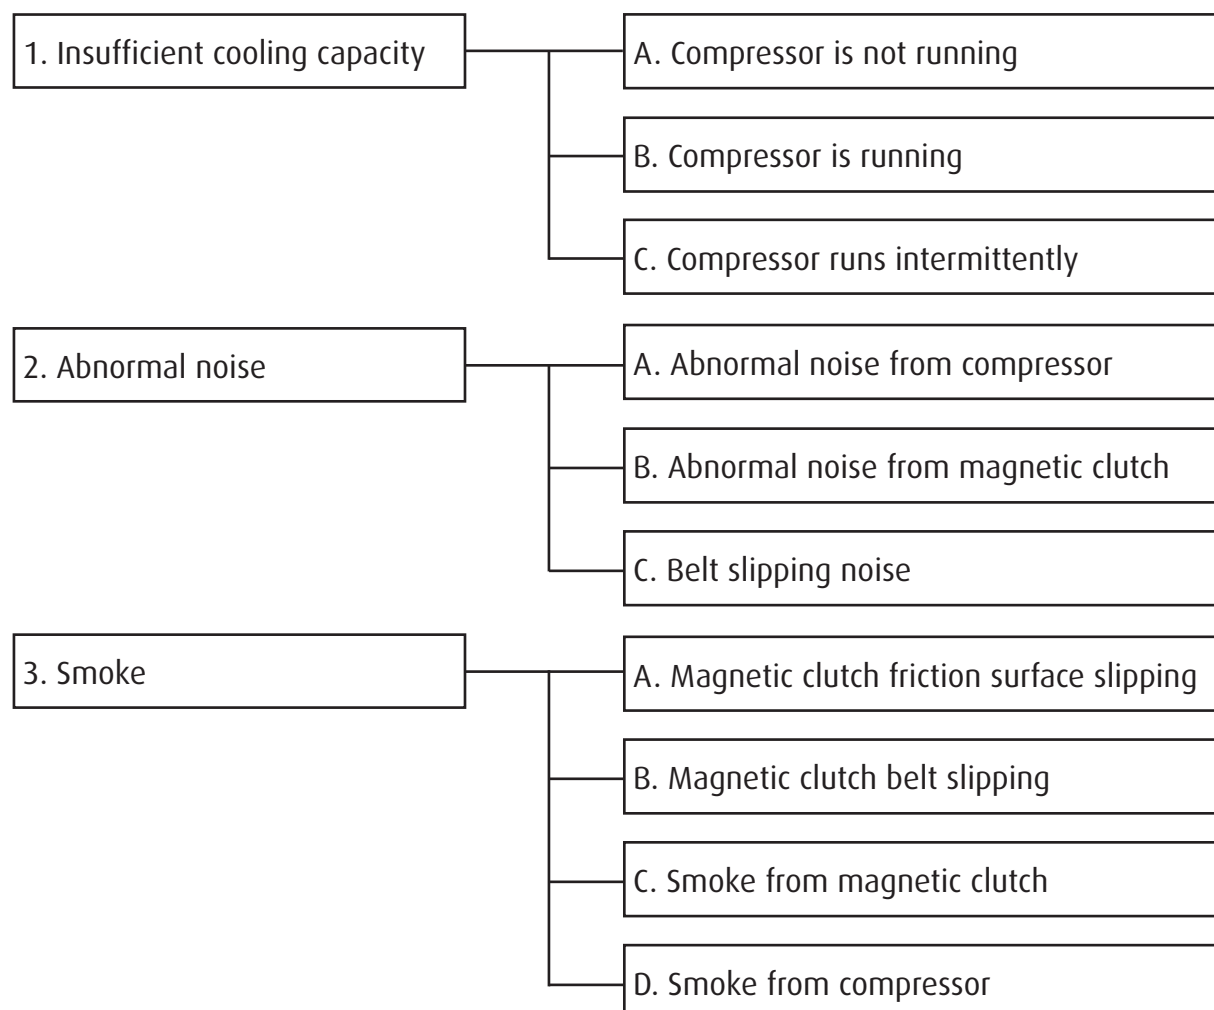 1. Insufficient cooling capacity
A. Compressor is not running
B. Compressor is running
C. Compressor runs intermittently
2. Abnormal noise
A. Abnormal noise from compressor
B. Abnormal noise from magnetic clutch
C. Belt slipping noise
3. Smoke
A. Magnetic clutch friction surface slipping
B. Magnetic clutch belt slipping
C. Smoke from magnetic clutch
D. Smoke from compressor